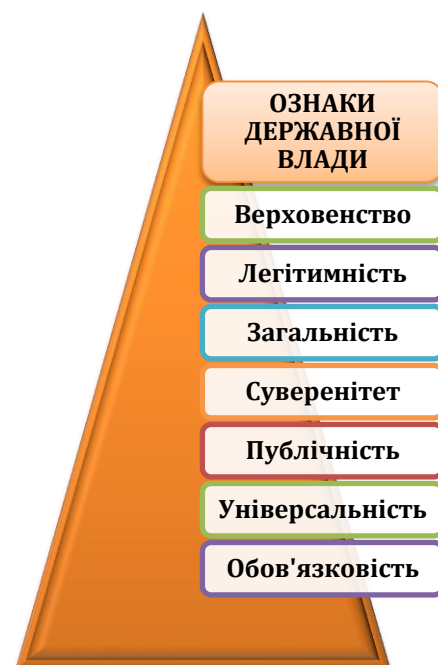 ОЗНАКИ
ДЕРЖАВНОЇ
ВЛАДИ
Верховенство
Легітимність
Загальність
Суверенітет
Публічність
Універсальність
Обов'язковість